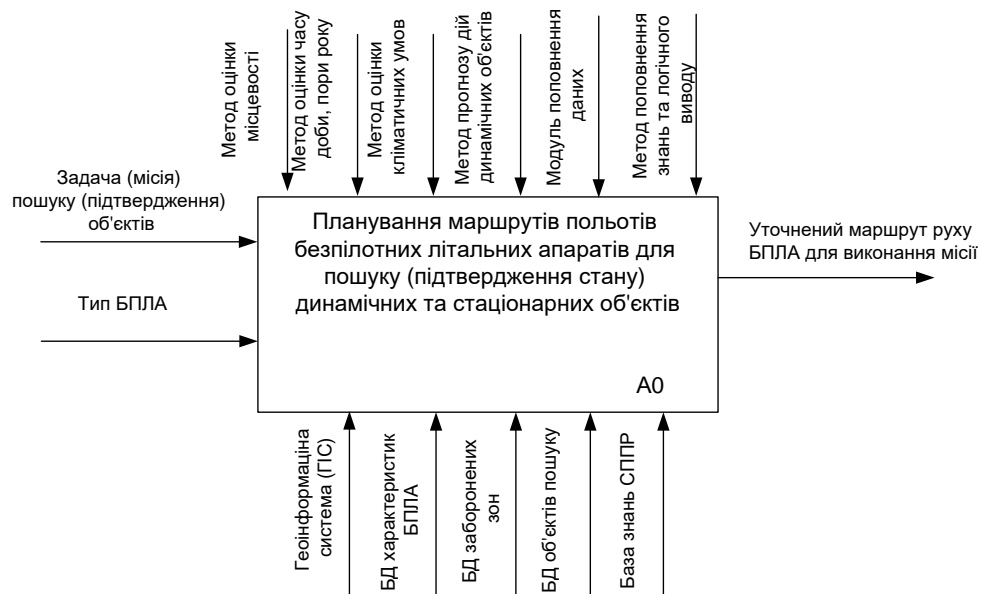 Метод оцінки
місцевості
Метод оцінки часу
доби, пори року
Метод оцінки
кліматичних умов
Метод прогнозу дій
динамічних об'єктів
Модуль поповнення
даних
Метод поповнення
знань та логічного
виводу
Задача (місія)
пошуку (підтвердження)
об'єктів
Тип БПЛА
Планування маршрутів польотів
безпілотних літальних апаратів для
пошуку (підтвердження стану)
динамічних та стаціонарних об'єктів
А0
Уточнений маршрут руху
БПЛА для виконання місії
Геоінформаціна
система (ГІС)
БД характеристик
БПЛА
БД заборонених
зон
БД об'єктів пошуку
База знань СППР